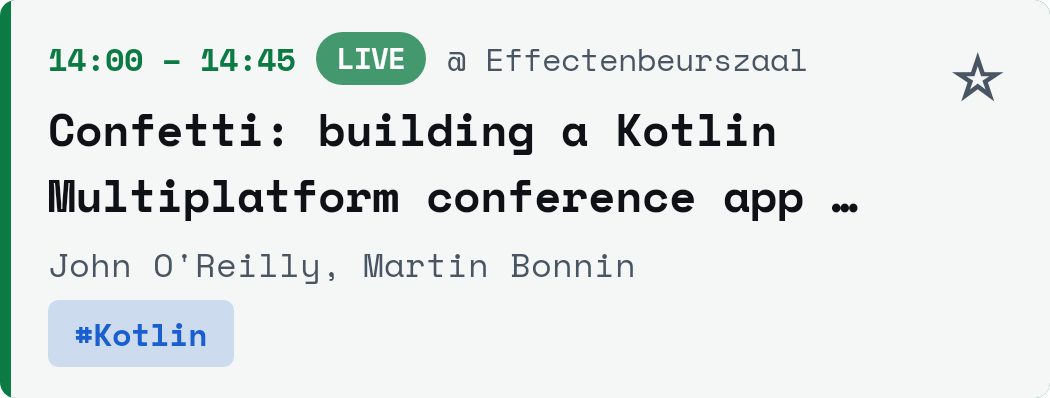 14:00 – 14:45 LIVE @ Effectenbeurszaal
Confetti: building a Kotlin
Multiplatform conference app …
John O'Reilly, Martin Bonnin
#Kotlin